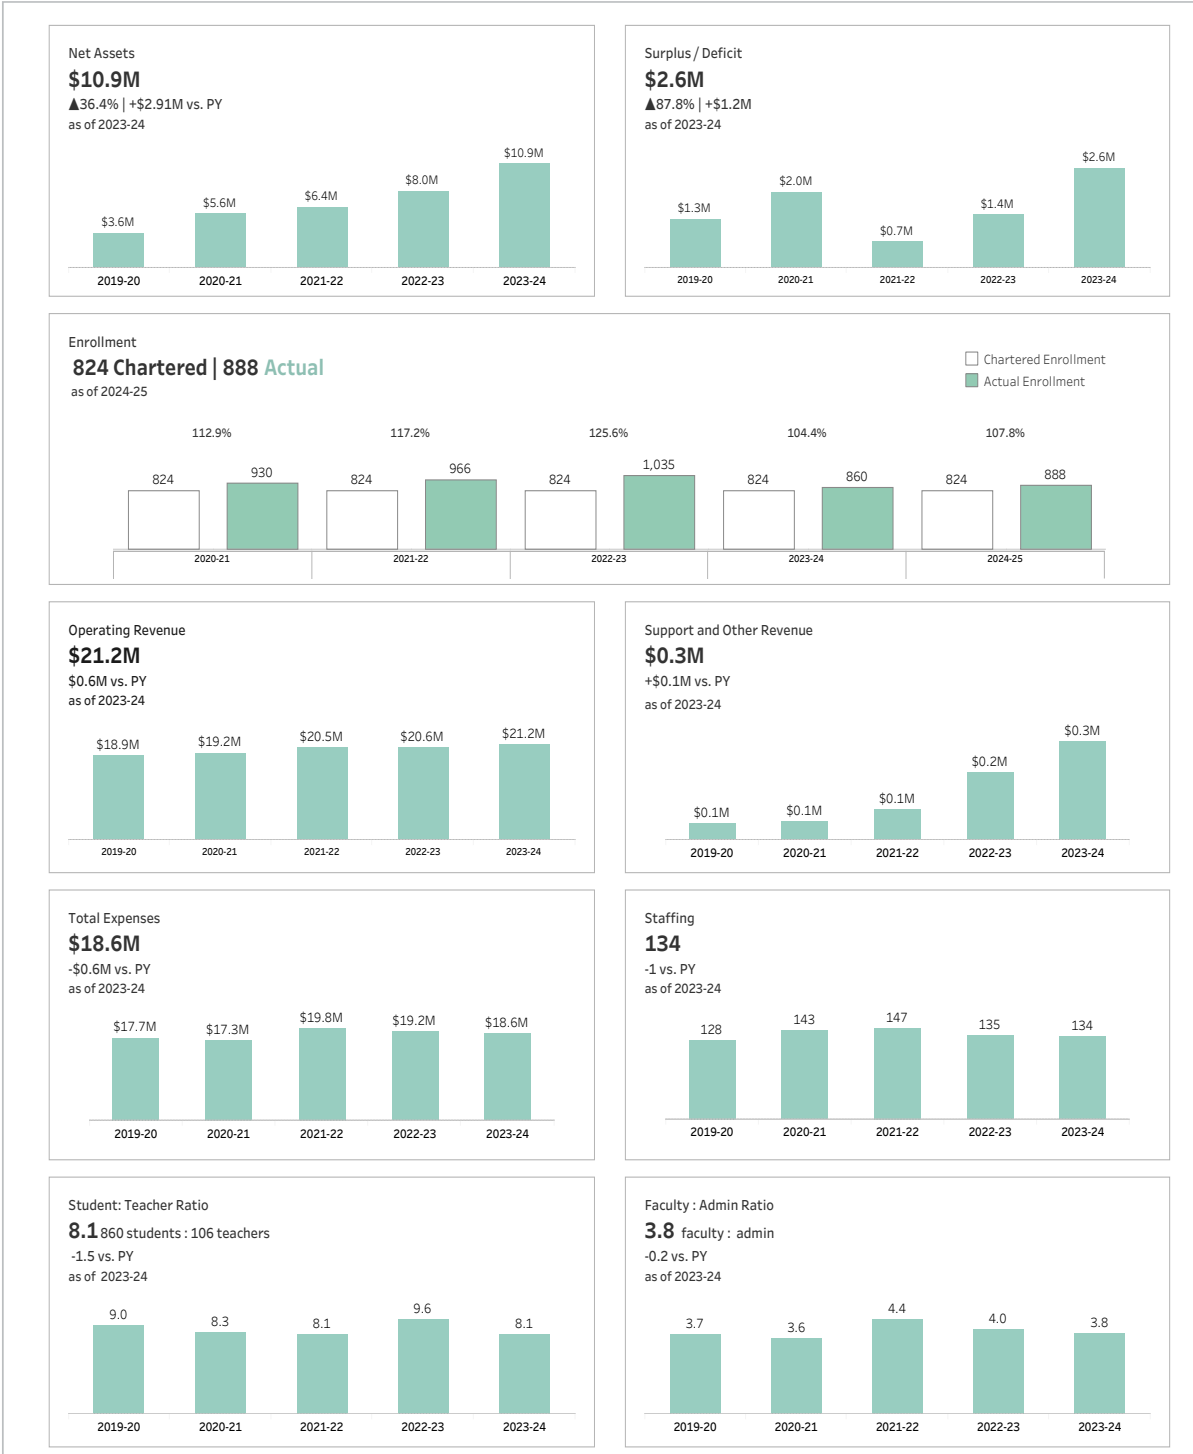 Net Assets
$10.9M
▲36.4% | +$2.91M vs. PY
as of 2023-24
$3.6M $5.6M $6.4M $8.0M $10.9M
2019-20 2020-21 2021-22 2022-23 2023-24
Surplus / Deficit
$2.6M
▲87.8% | +$1.2M
as of 2023-24
$1.3M $2.0M $0.7M $1.4M $2.6M
2019-20 2020-21 2021-22 2022-23 2023-24
Enrollment
824 Chartered | 888 Actual
as of 2024-25
Chartered Enrollment
Actual Enrollment
112.9% 117.2% 125.6% 104.4% 107.8%
824 930 824 966 824 1,035 824 860 824 888
2020-21 2021-22 2022-23 2023-24 2024-25
Operating Revenue
$21.2M
$0.6M vs. PY
as of 2023-24
$18.9M $19.2M $20.5M $20.6M $21.2M
2019-20 2020-21 2021-22 2022-23 2023-24
Support and Other Revenue
$0.3M
+$0.1M vs. PY
as of 2023-24
$0.1M $0.1M $0.1M $0.2M $0.3M
2019-20 2020-21 2021-22 2022-23 2023-24
Total Expenses
$18.6M
-$0.6M vs. PY
as of 2023-24
$17.7M $17.3M $19.8M $19.2M $18.6M
2019-20 2020-21 2021-22 2022-23 2023-24
Staffing
134
-1 vs. PY
as of 2023-24
128 143 147 135 134
2019-20 2020-21 2021-22 2022-23 2023-24
Student: Teacher Ratio
8.1 860 students : 106 teachers
-1.5 vs. PY
as of 2023-24
9.0 8.3 8.1 9.6 8.1
2019-20 2020-21 2021-22 2022-23 2023-24
Faculty : Admin Ratio
3.8 faculty : admin
-0.2 vs. PY
as of 2023-24
3.7 3.6 4.4 4.0 3.8
2019-20 2020-21 2021-22 2022-23 2023-24